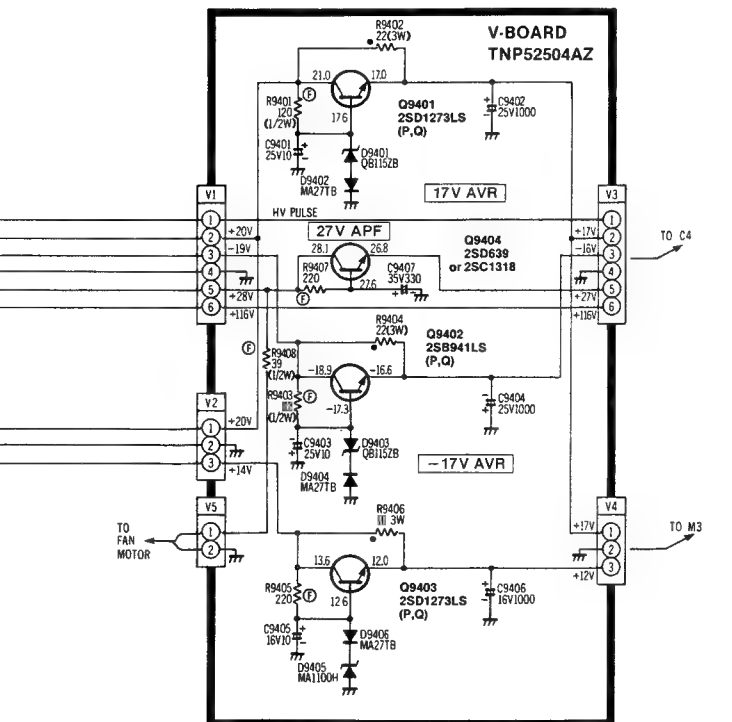 V-BOARD
TNP52504AZ
R9402
22(3W)
21.0
17.0
F
R9401
120
(1/2W)
17.6
Q9401
2SD1273LS
(P,Q)
C9402
25V1000
C9401
25V10
D9401
QB115ZB
D9402
MA27TB
17V AVR
V1
V3
1
HV PULSE
1
+20V
2
+17V
2
-19V
3
-16V
3
4
4
+28V
5
+27V
5
+116V
6
+116V
6
TO C4
27V APF
28.1
26.8
Q9404
2SD639
or 2SC1318
R9407
220
F
27.6
C9407
35V330
R9404
22(3W)
Q9402
2SB941LS
(P,Q)
F
R9408
39
(1/2W)
-18.9
-16.6
R9403
(1/2W)
F
-17.3
C9404
25V1000
C9403
25V10
D9403
QB115ZB
D9404
MA27TB
-17V AVR
V2
1
+20V
2
3
+14V
V5
1
2
TO
FAN
MOTOR
R9406
3W
13.6
12.0
R9405
220
F
12.6
Q9403
2SD1273LS
(P,Q)
C9406
16V1000
C9405
16V10
D9406
MA27TB
D9405
MA1100H
V4
+17V
1
2
+12V
3
TO M3